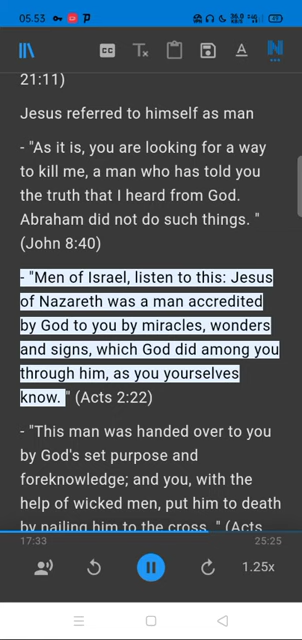 05.53
CC
A
N
21:11)
Jesus referred to himself as man
- "As it is, you are looking for a way
to kill me, a man who has told you
the truth that I heard from God.
Abraham did not do such things. "
(John 8:40)
- "Men of Israel, listen to this: Jesus
of Nazareth was a man accredited
by God to you by miracles, wonders
and signs, which God did among you
through him, as you yourselves
know. " (Acts 2:22)
- "This man was handed over to you
by God's set purpose and
foreknowledge; and you, with the
help of wicked men, put him to death
by nailing him to the cross. " (Acts
17:33 25:25
1.25x